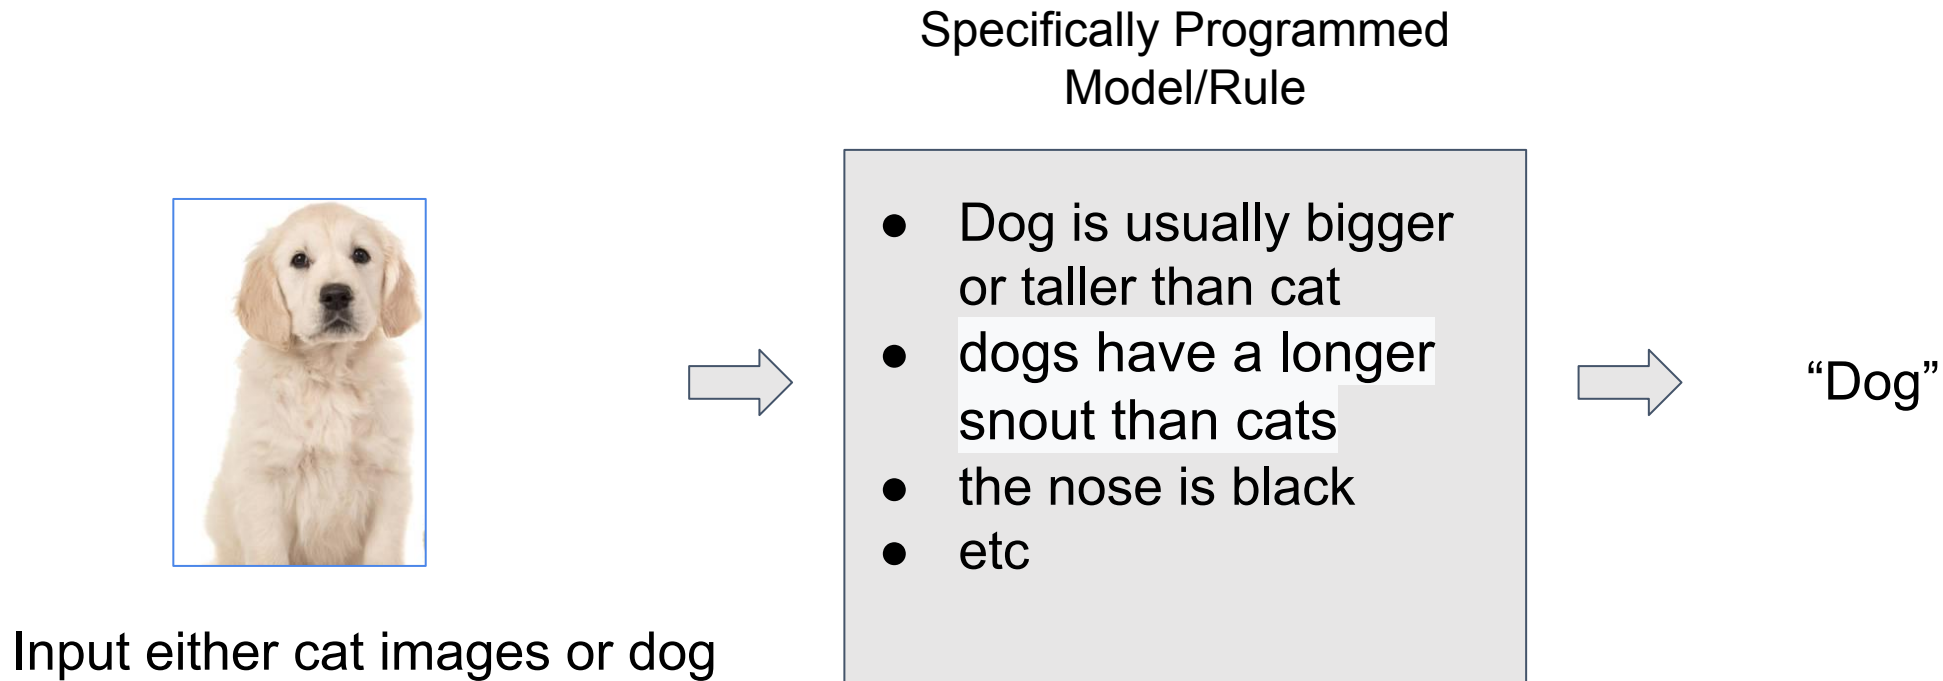 Specifically Programmed
Model/Rule
● Dog is usually bigger
or taller than cat
● dogs have a longer
snout than cats
● the nose is black
● etc
“Dog”
Input either cat images or dog